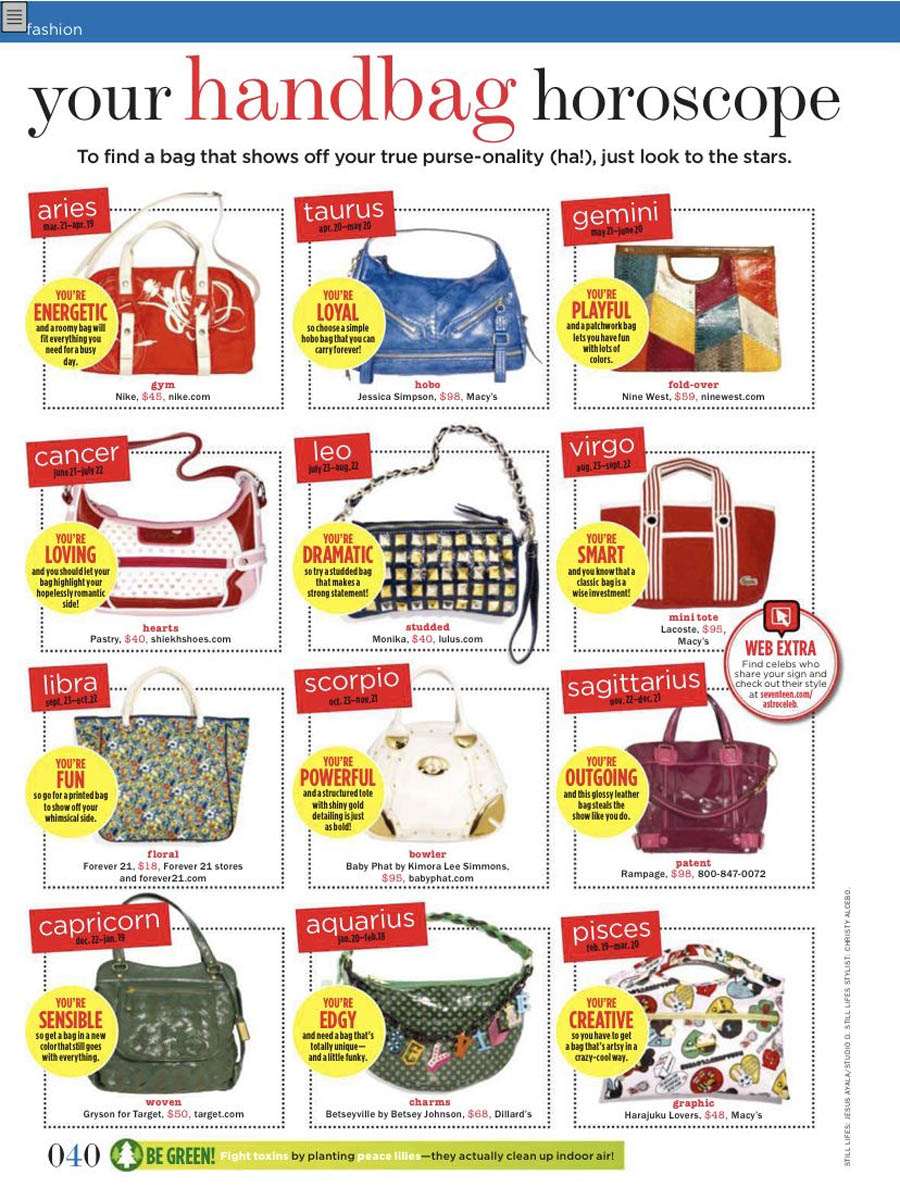 fashion
your handbag horoscope
To find a bag that shows off your true purse-onality (ha!), just look to the stars.
aries
mar. 21–apr. 19
YOU'RE
ENERGETIC
and a roomy bag will
fit everything you
need for a busy
day.
gym
Nike, $45, nike.com
taurus
apr. 20–may 20
YOU'RE
LOYAL
so choose a simple
hobo bag that you can
carry forever!
hobo
Jessica Simpson, $98, Macy's
gemini
may 21–june 20
YOU'RE
PLAYFUL
and a patchwork bag
lets you have fun
with lots of
colors.
fold-over
Nine West, $59, ninewest.com
cancer
june 21–july 22
YOU'RE
LOVING
and you should let your
bag highlight your
hopelessly romantic
side!
hearts
Pastry, $40, shiekhshoes.com
leo
july 23–aug. 22
YOU'RE
DRAMATIC
so try a studded bag
that makes a
strong statement!
studded
Monika, $40, lulus.com
virgo
aug. 23–sept. 22
YOU'RE
SMART
and you know that a
classic bag is a
wise investment!
mini tote
Lacoste, $95,
Macy's
WEB EXTRA
Find celebs who
share your sign and
check out their style
at seventeen.com/
astroceleb.
libra
sept. 23–oct. 22
YOU'RE
FUN
so go for a printed bag
to show off your
whimsical side.
floral
Forever 21, $18, Forever 21 stores
and forever21.com
scorpio
oct. 23–nov. 21
YOU'RE
POWERFUL
and a structured tote
with shiny gold
detailing is just
as bold!
bowler
Baby Phat by Kimora Lee Simmons,
$95, babyphat.com
sagittarius
nov. 22–dec. 21
YOU'RE
OUTGOING
and this glossy leather
bag steals the
show like you do.
patent
Rampage, $98, 800-847-0072
capricorn
dec. 22–jan. 19
YOU'RE
SENSIBLE
so get a bag in a new
color that still goes
with everything.
woven
Gryson for Target, $50, target.com
aquarius
jan. 20–feb. 18
YOU'RE
EDGY
and need a bag that's
totally unique—
and a little funky.
charms
Betseyville by Betsey Johnson, $68, Dillard's
pisces
feb. 19–mar. 20
YOU'RE
CREATIVE
so you have to get
a bag that's artsy in a
crazy-cool way.
graphic
Harajuku Lovers, $48, Macy's
STILL LIFES: JESUS AYALA/STUDIO D. STILL LIFES STYLIST: CHRISTY ALCEBO.
040
BE GREEN! Fight toxins by planting peace lilies—they actually clean up indoor air!